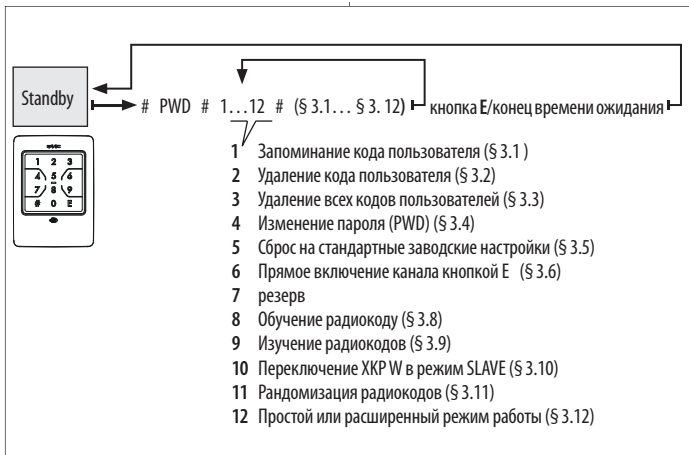 Standby
# PWD # 1…12 # (§ 3.1… § 3. 12) кнопка E/конец времени ожидания
1 2 3
4 5 6
7 8 9
# 0 E
1 Запоминание кода пользователя (§ 3.1 )
2 Удаление кода пользователя (§ 3.2)
3 Удаление всех кодов пользователей (§ 3.3)
4 Изменение пароля (PWD) (§ 3.4)
5 Сброс на стандартные заводские настройки (§ 3.5)
6 Прямое включение канала кнопкой E (§ 3.6)
7 резерв
8 Обучение радиокоду (§ 3.8)
9 Изучение радиокодов (§ 3.9)
10 Переключение XKP W в режим SLAVE (§ 3.10)
11 Рандомизация радиокодов (§ 3.11)
12 Простой или расширенный режим работы (§ 3.12)